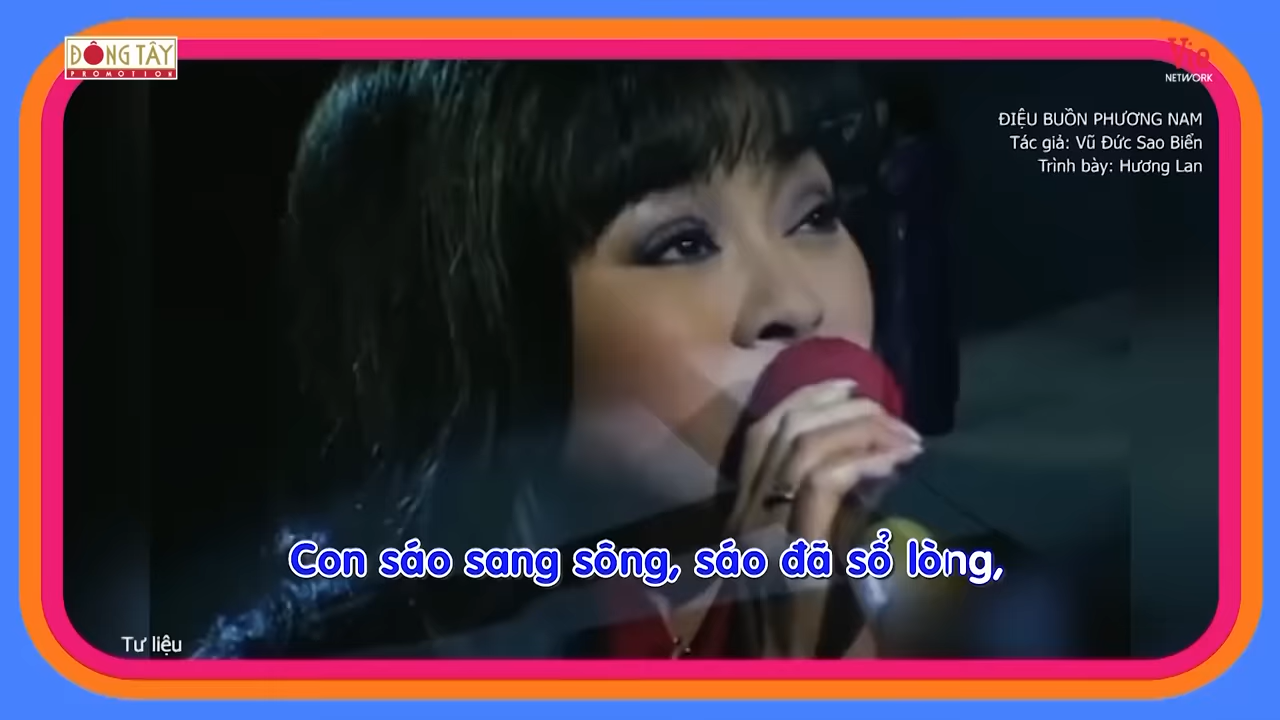 ĐÔNG TÂY
PROMOTION
Vie
NETWORK
ĐIỆU BUỒN PHƯƠNG NAM
Tác giả: Vũ Đức Sao Biển
Trình bày: Hương Lan
Con sáo sang sông, sáo đã sổ lòng,
Tư liệu